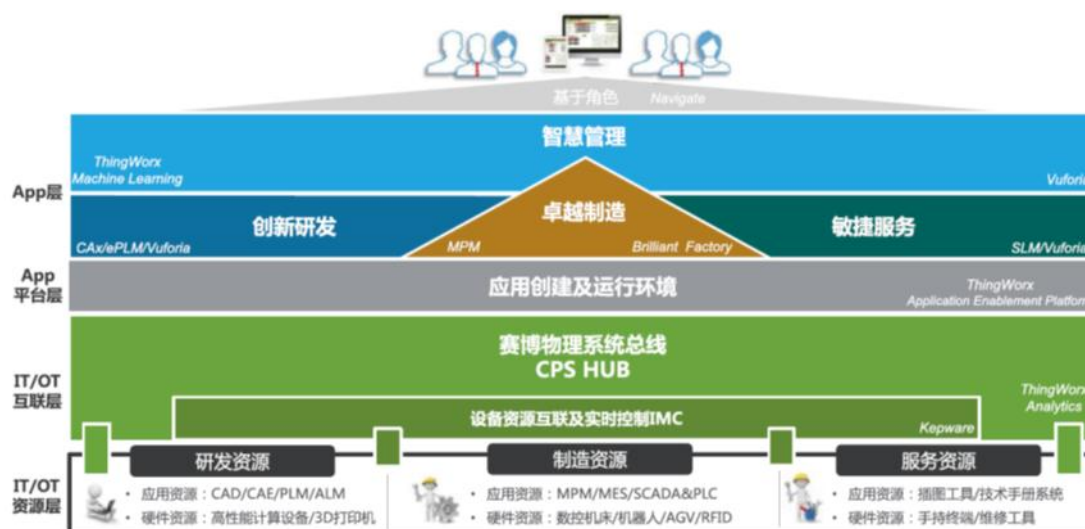 基于角色 Navigate
智慧管理
ThingWorx
Machine Learning
Vuforia
App层
创新研发
卓越制造
敏捷服务
CAx/ePLM/Vuforia
MPM
Brilliant Factory
SLM/Vuforia
App
平台层
应用创建及运行环境
ThingWorx
Application Enablement Platform
赛博物理系统总线
CPS HUB
IT/OT
互联层
ThingWorx
Analytics
设备资源互联及实时控制IMC
Kepware
研发资源
制造资源
服务资源
IT/OT
资源层
• 应用资源：CAD/CAE/PLM/ALM
• 硬件资源：高性能计算设备/3D打印机
• 应用资源：MPM/MES/SCADA&PLC
• 硬件资源：数控机床/机器人/AGV/RFID
• 应用资源：插图工具/技术手册系统
• 硬件资源：手持终端/维修工具